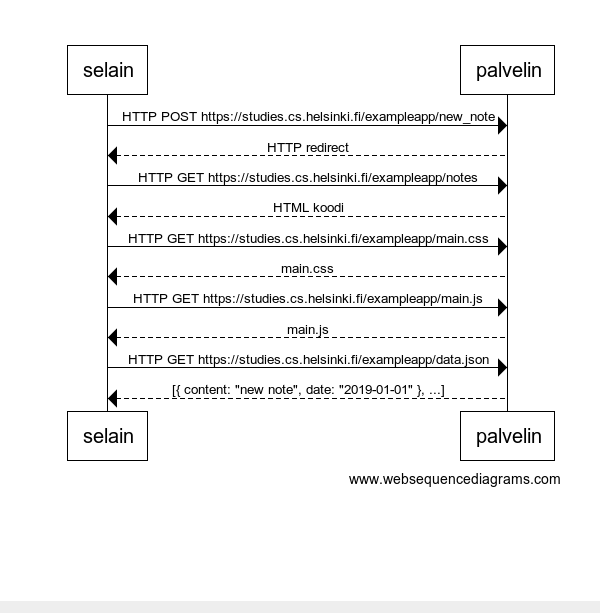 selain palvelin
HTTP POST https://studies.cs.helsinki.fi/exampleapp/new_note
HTTP redirect
HTTP GET https://studies.cs.helsinki.fi/exampleapp/notes
HTML koodi
HTTP GET https://studies.cs.helsinki.fi/exampleapp/main.css
main.css
HTTP GET https://studies.cs.helsinki.fi/exampleapp/main.js
main.js
HTTP GET https://studies.cs.helsinki.fi/exampleapp/data.json
[{ content: "new note", date: "2019-01-01" }, ...]
selain palvelin
www.websequencediagrams.com